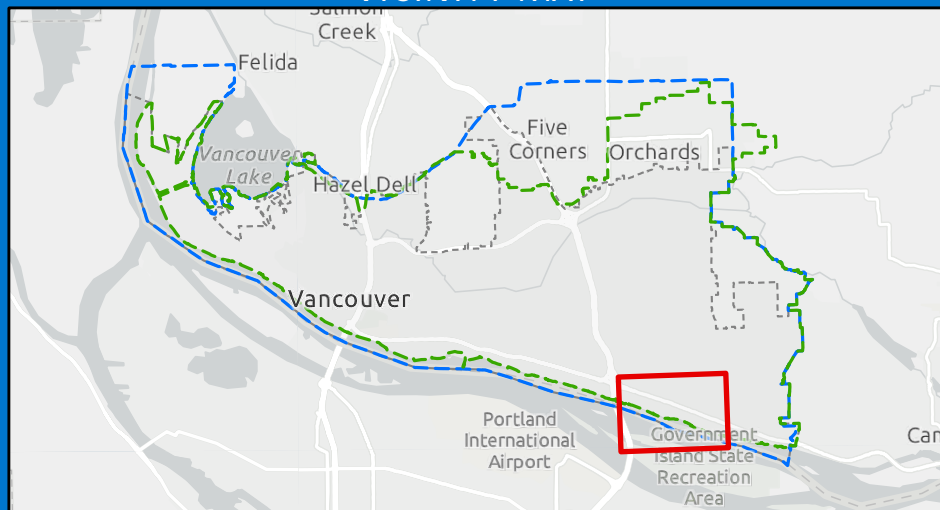 Salmon
Creek
Felida
Five
Corners
Orchards
Vancouver
Lake
Hazel Dell
Vancouver
Portland
International
Airport
Government
Island State
Recreation
Area